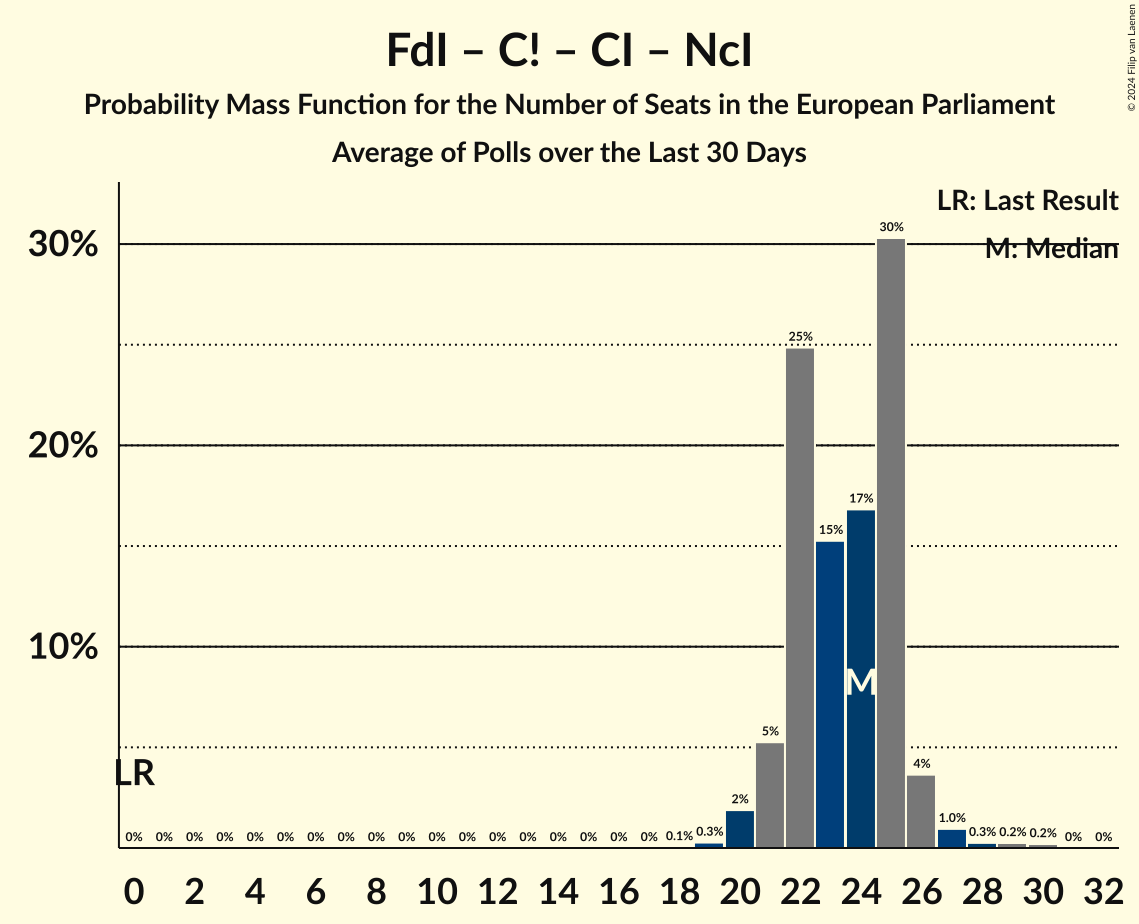 FdI – C! – CI – NcI
Probability Mass Function for the Number of Seats in the European Parliament
Average of Polls over the Last 30 Days
© 2024 Filip van Laenen
LR: Last Result
M: Median
30%
20%
10%
30%
25%
17%
15%
M
5%
4%
LR
2%
0% 0% 0% 0% 0% 0% 0% 0% 0% 0% 0% 0% 0% 0% 0% 0% 0% 0% 0.1% 0.3% 1.0% 0.3% 0.2% 0.2% 0% 0%
0 2 4 6 8 10 12 14 16 18 20 22 24 26 28 30 32